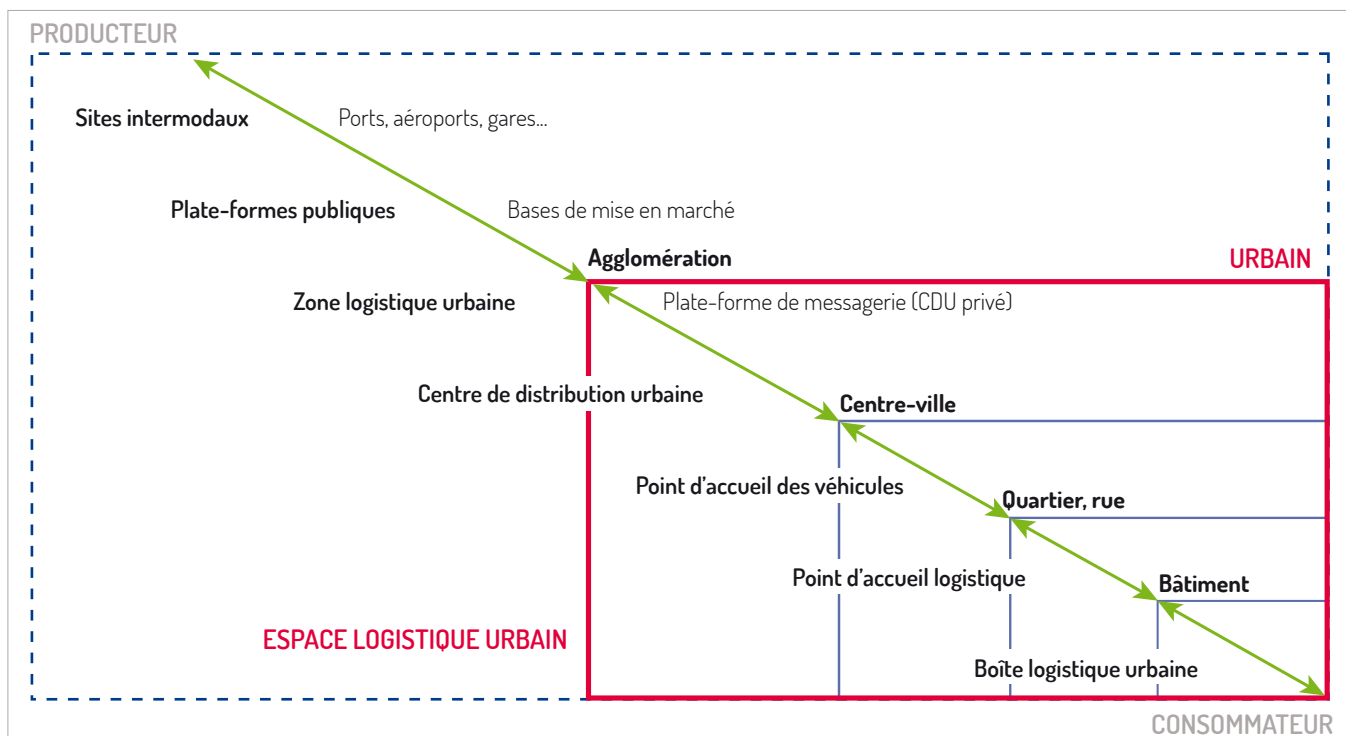 PRODUCTEUR
Sites intermodaux
Ports, aéroports, gares...
Plate-formes publiques
Bases de mise en marché
Agglomération
URBAIN
Zone logistique urbaine
Plate-forme de messagerie (CDU privé)
Centre de distribution urbaine
Centre-ville
Point d'accueil des véhicules
Quartier, rue
Point d'accueil logistique
Bâtiment
ESPACE LOGISTIQUE URBAIN
Boîte logistique urbaine
CONSOMMATEUR